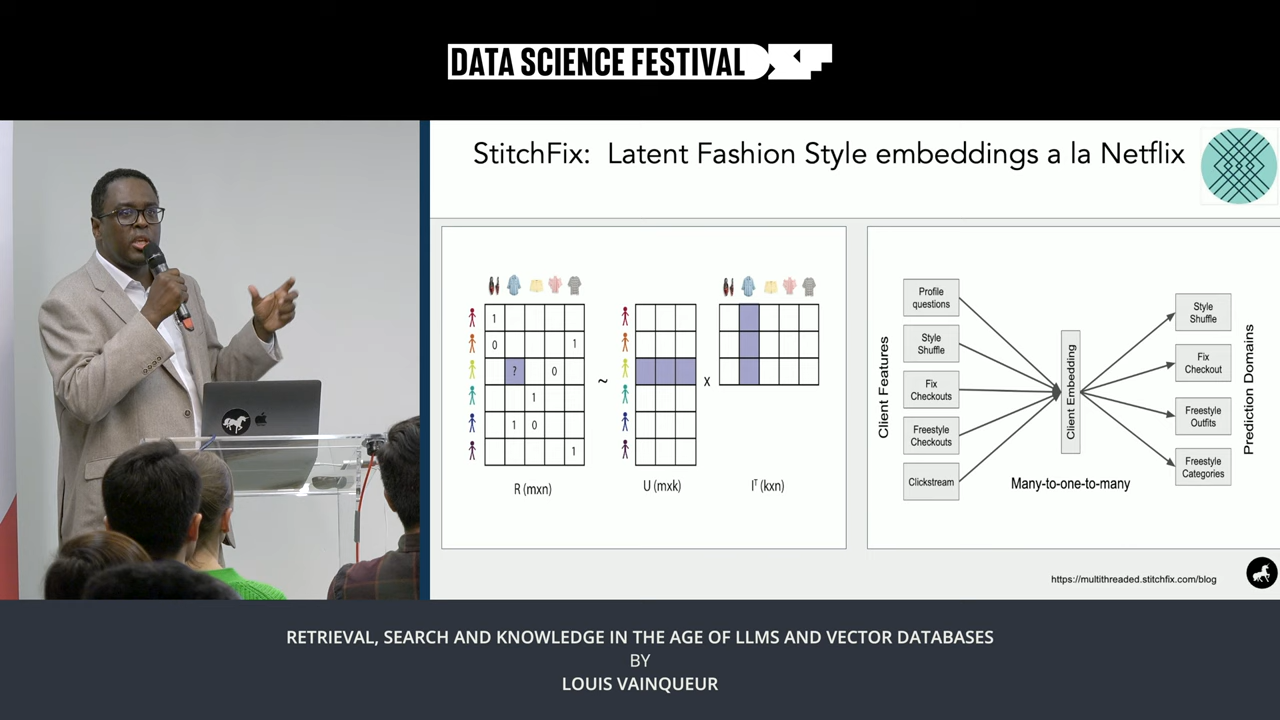 DATA SCIENCE FESTIVAL DSF
StitchFix: Latent Fashion Style embeddings a la Netflix
1
0 1
? 0
1
1 0
1
~
x
R (mxn)
U (mxk)
Iᵀ (kxn)
Client Features
Profile
questions
Style
Shuffle
Fix
Checkouts
Freestyle
Checkouts
Clickstream
Client Embedding
Many-to-one-to-many
Style
Shuffle
Fix
Checkout
Freestyle
Outfits
Freestyle
Categories
Prediction Domains
https://multithreaded.stitchfix.com/blog
RETRIEVAL, SEARCH AND KNOWLEDGE IN THE AGE OF LLMS AND VECTOR DATABASES
BY
LOUIS VAINQUEUR